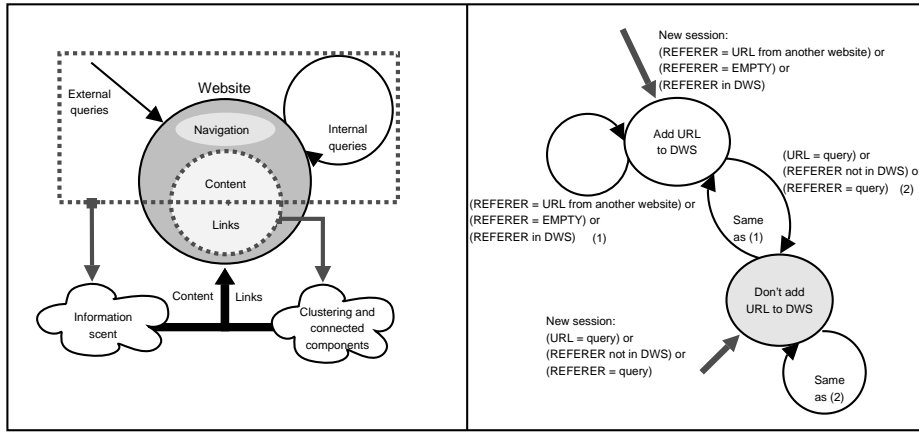 Website
External
queries
Navigation
Internal
queries
Content
Links
Content
Links
Information
scent
Clustering and
connected
components
New session:
(REFERER = URL from another website) or
(REFERER = EMPTY) or
(REFERER in DWS)
Add URL
to DWS
(URL = query) or
(REFERER not in DWS) o
(REFERER = query) (2)
(REFERER = URL from another website) or
(REFERER = EMPTY) or
(REFERER in DWS) (1)
Same
as (1)
Don't add
URL to DWS
New session:
(URL = query) or
(REFERER not in DWS) or
(REFERER = query)
Same
as (2)